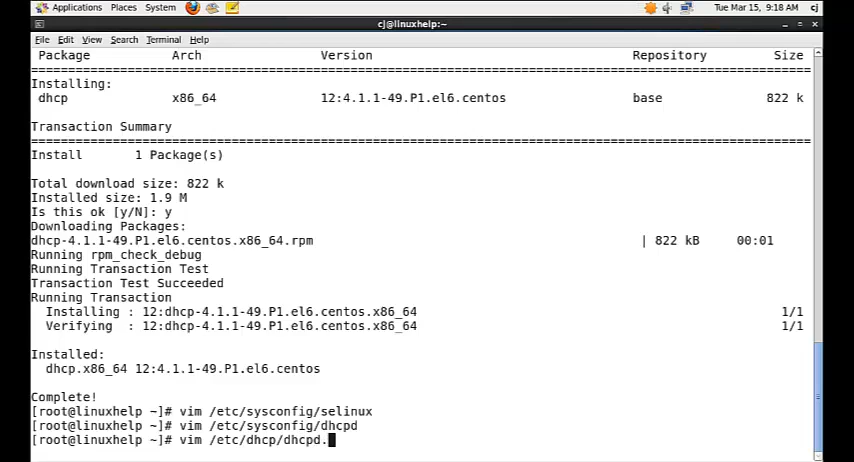 Applications Places System Tue Mar 15, 9:18 AM cj
cj@linuxhelp:~
File Edit View Search Terminal Help
Package Arch Version Repository Size
================================================================================
Installing:
dhcp x86_64 12:4.1.1-49.P1.el6.centos base 822 k
Transaction Summary
================================================================================
Install 1 Package(s)
Total download size: 822 k
Installed size: 1.9 M
Is this ok [y/N]: y
Downloading Packages:
dhcp-4.1.1-49.P1.el6.centos.x86_64.rpm | 822 kB 00:01
Running rpm_check_debug
Running Transaction Test
Transaction Test Succeeded
Running Transaction
Installing : 12:dhcp-4.1.1-49.P1.el6.centos.x86_64 1/1
Verifying : 12:dhcp-4.1.1-49.P1.el6.centos.x86_64 1/1
Installed:
dhcp.x86_64 12:4.1.1-49.P1.el6.centos
Complete!
[root@linuxhelp ~]# vim /etc/sysconfig/selinux
[root@linuxhelp ~]# vim /etc/sysconfig/dhcpd
[root@linuxhelp ~]# vim /etc/dhcp/dhcpd.